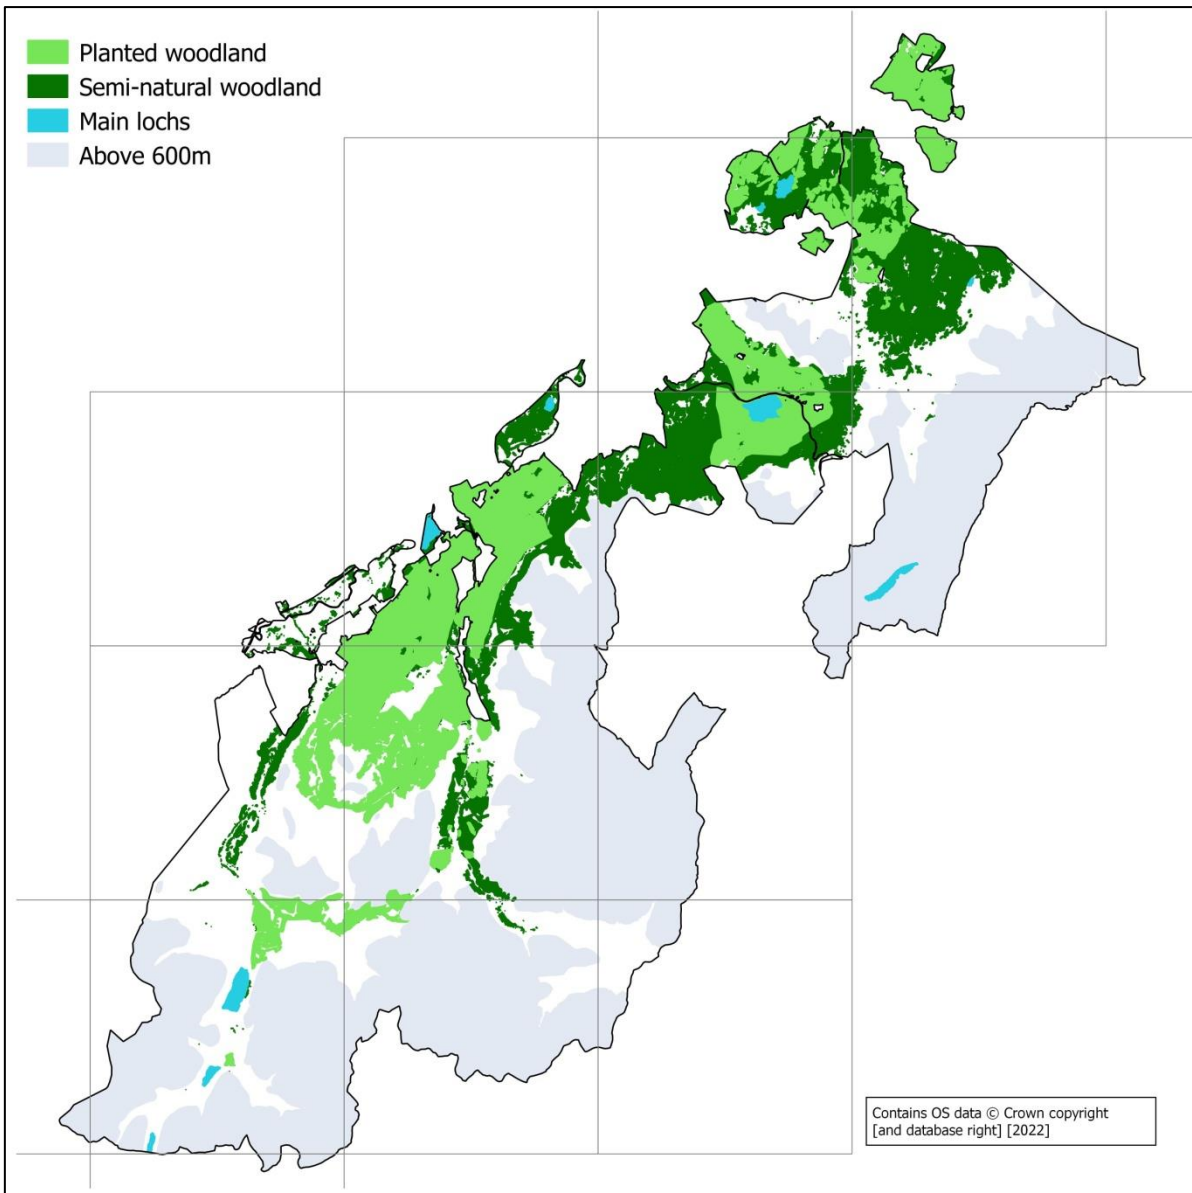 Planted woodland
Semi-natural woodland
Main lochs
Above 600m
Contains OS data © Crown copyright
[and database right] [2022]